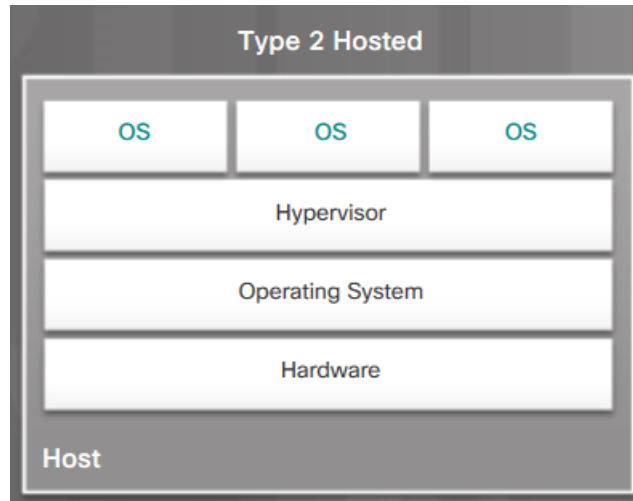 Type 2 Hosted
OS OS OS
Hypervisor
Operating System
Hardware
Host